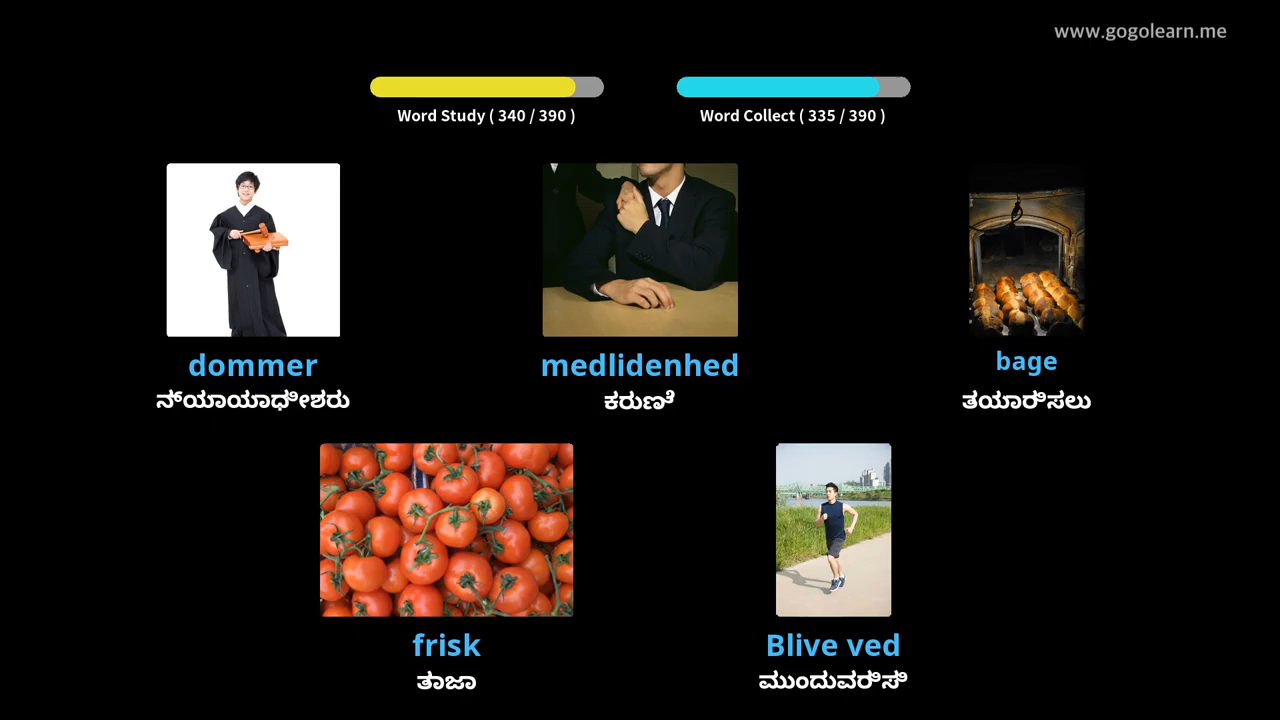 www.gogolearn.me
Word Study ( 340 / 390 )
Word Collect ( 335 / 390 )
dommer
ನ್ಯಾಯಾಧೀಶರು
medlidenhed
ಕರುಣೆ
bage
ತಯಾರಿಸಲು
frisk
ತಾಜಾ
Blive ved
ಮುಂದುವರಿಸಿ